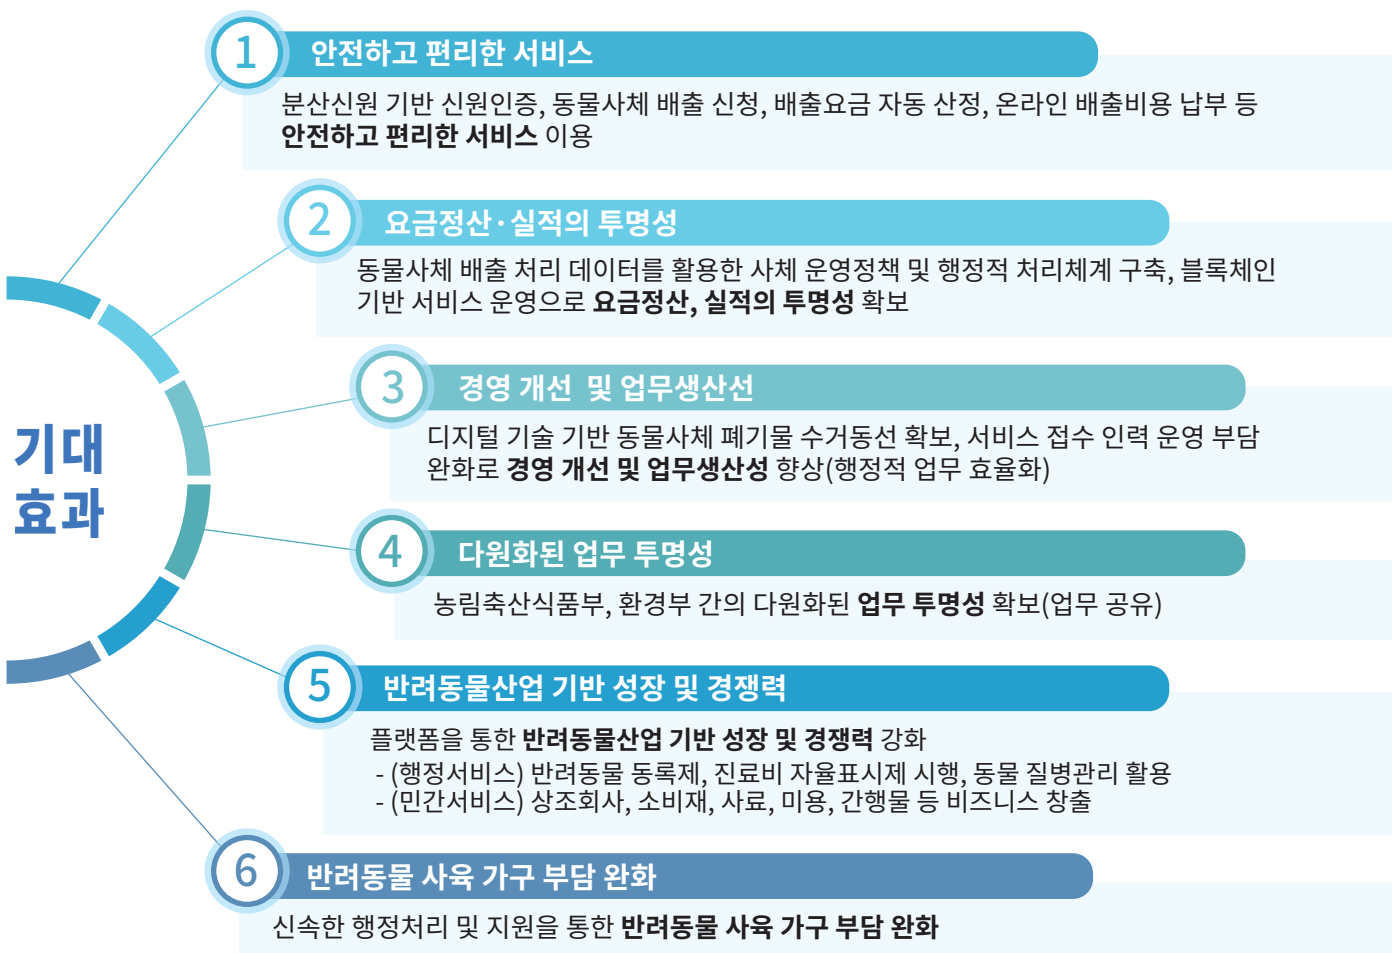 기대
효과
1
안전하고 편리한 서비스
분산신원 기반 신원인증, 동물사체 배출 신청, 배출요금 자동 산정, 온라인 배출비용 납부 등
안전하고 편리한 서비스 이용
2
요금정산·실적의 투명성
동물사체 배출 처리 데이터를 활용한 사체 운영정책 및 행정적 처리체계 구축, 블록체인
기반 서비스 운영으로 요금정산, 실적의 투명성 확보
3
경영 개선 및 업무생산선
디지털 기술 기반 동물사체 폐기물 수거동선 확보, 서비스 접수 인력 운영 부담
완화로 경영 개선 및 업무생산성 향상(행정적 업무 효율화)
4
다원화된 업무 투명성
농림축산식품부, 환경부 간의 다원화된 업무 투명성 확보(업무 공유)
5
반려동물산업 기반 성장 및 경쟁력
플랫폼을 통한 반려동물산업 기반 성장 및 경쟁력 강화
- (행정서비스) 반려동물 동록제, 진료비 자율표시제 시행, 동물 질병관리 활용
- (민간서비스) 상조회사, 소비재, 사료, 미용, 간행물 등 비즈니스 창출
6
반려동물 사육 가구 부담 완화
신속한 행정처리 및 지원을 통한 반려동물 사육 가구 부담 완화